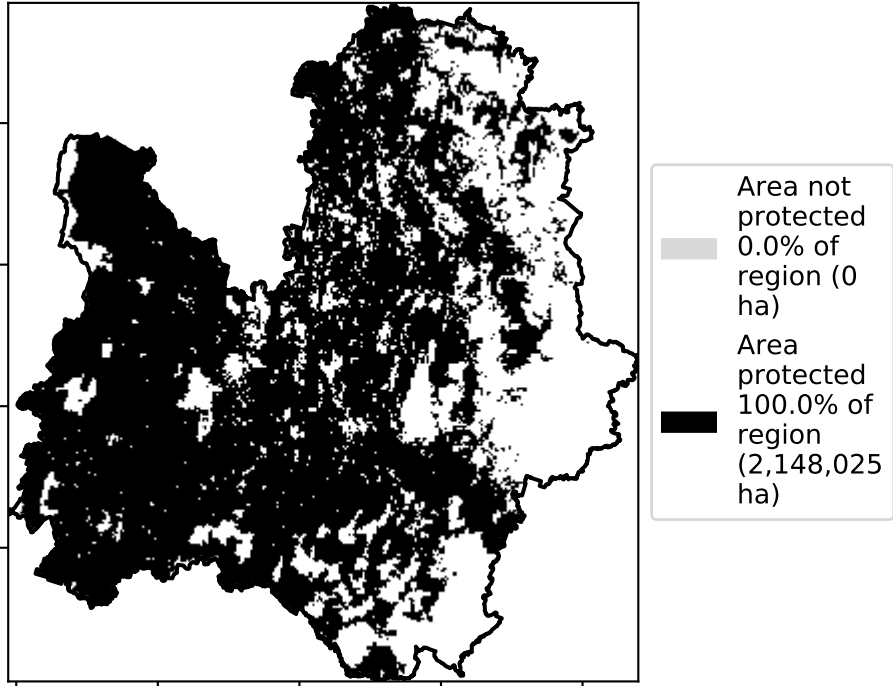 Area not
protected
0.0% of
region (0
ha)
Area
protected
100.0% of
region
(2,148,025
ha)